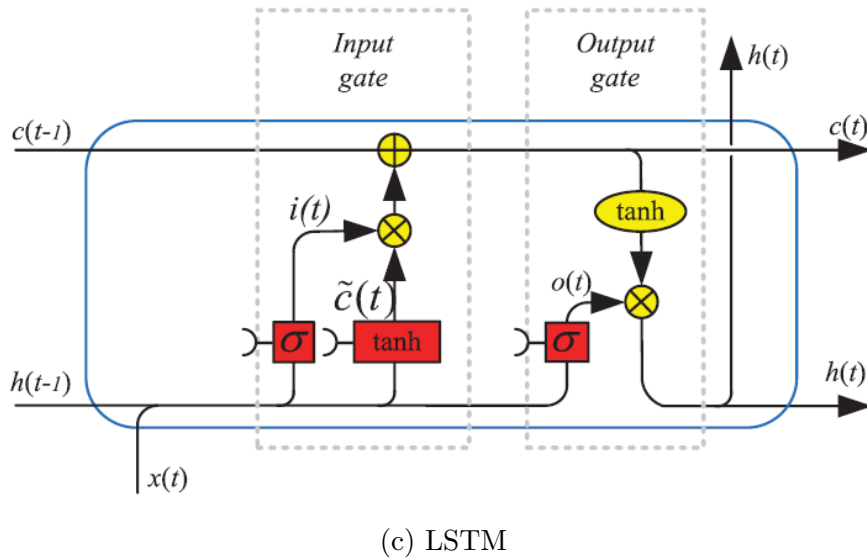 Input
gate
Output
gate
h(t)
c(t-1)
c(t)
i(t)
tanh
c̃(t)
o(t)
σ
tanh
σ
h(t-1)
h(t)
x(t)
(c) LSTM